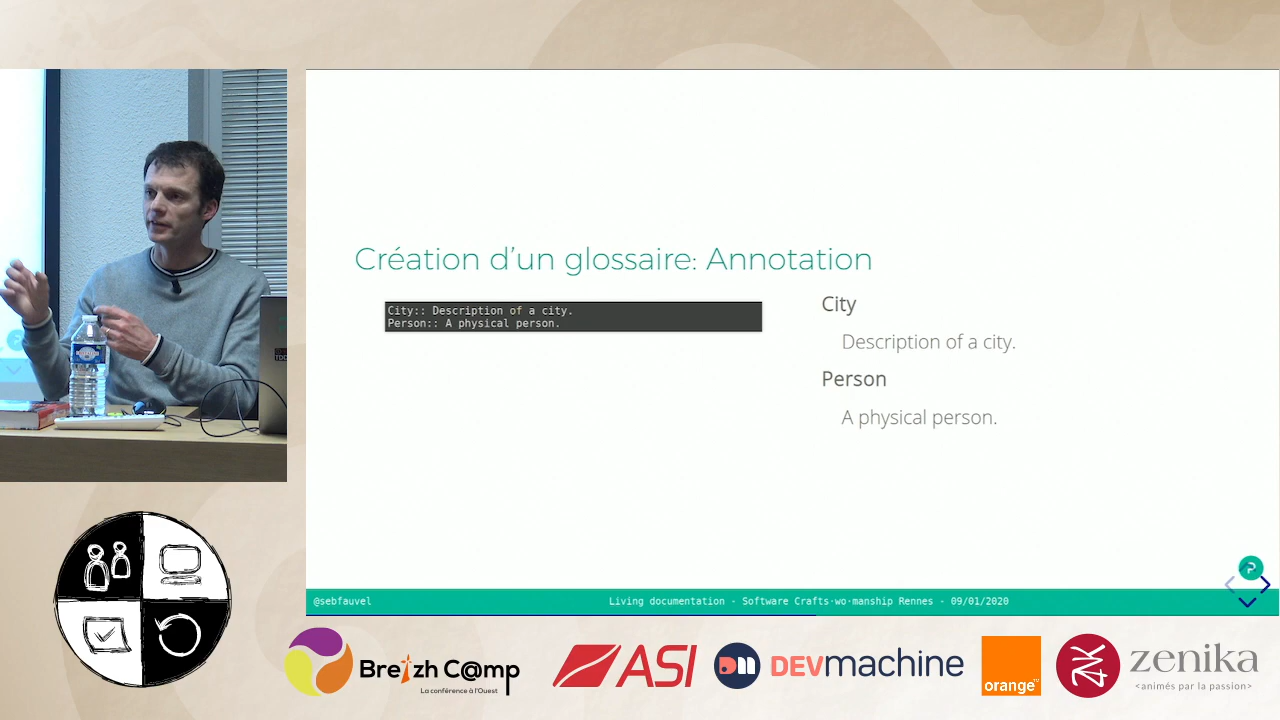 Création d’un glossaire: Annotation
City:: Description of a city.
Person:: A physical person.
City
Description of a city.
Person
A physical person.
@sebfauvel
Living documentation - Software Crafts·wo·manship Rennes - 09/01/2020
Breizh C@mp
La conférence à l'Ouest
ASI
DEVmachine
orange™
zenika
<animés par la passion>